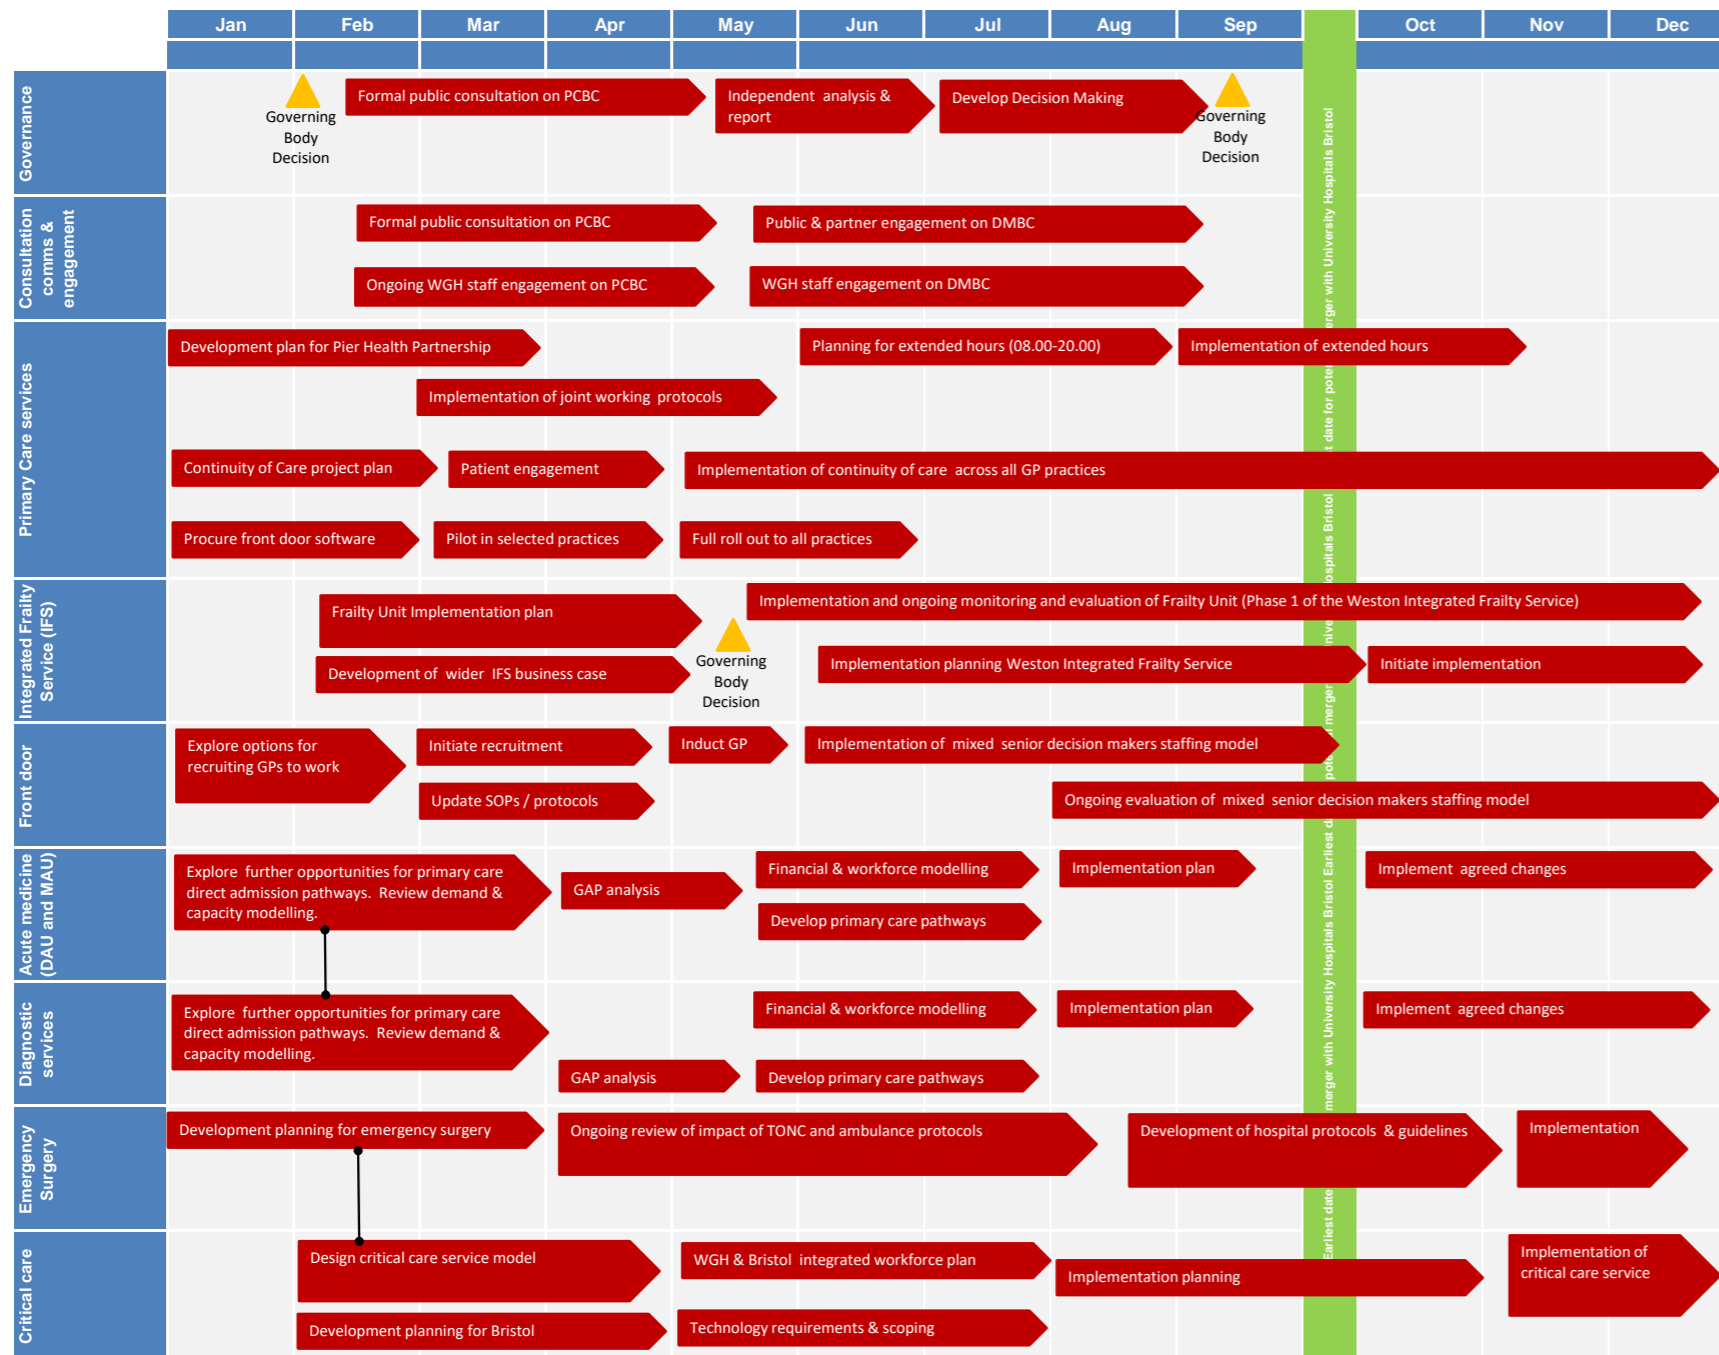 Jan Feb Mar Apr May Jun Jul Aug Sep Oct Nov Dec
Governance
Formal public consultation on PCBC
Independent analysis &
report
Develop Decision Making
Governing
Body
Decision
Governing
Body
Decision
Consultation
comms &
engagement
Formal public consultation on PCBC
Public & partner engagement on DMBC
Ongoing WGH staff engagement on PCBC
WGH staff engagement on DMBC
Primary Care services
Development plan for Pier Health Partnership
Planning for extended hours (08.00-20.00)
Implementation of extended hours
Implementation of joint working protocols
Continuity of Care project plan
Patient engagement
Implementation of continuity of care across all GP practices
Procure front door software
Pilot in selected practices
Full roll out to all practices
Integrated Frailty
Service (IFS)
Frailty Unit Implementation plan
Implementation and ongoing monitoring and evaluation of Frailty Unit (Phase 1 of the Weston Integrated Frailty Service)
Development of wider IFS business case
Governing
Body
Decision
Implementation planning Weston Integrated Frailty Service
Initiate implementation
Front door
Explore options for
recruiting GPs to work
Initiate recruitment
Induct GP
Implementation of mixed senior decision makers staffing model
Update SOPs / protocols
Ongoing evaluation of mixed senior decision makers staffing model
Acute medicine
(DAU and MAU)
Explore further opportunities for primary care
direct admission pathways. Review demand &
capacity modelling.
GAP analysis
Financial & workforce modelling
Implementation plan
Implement agreed changes
Develop primary care pathways
Diagnostic
services
Explore further opportunities for primary care
direct admission pathways. Review demand &
capacity modelling.
Financial & workforce modelling
Implementation plan
Implement agreed changes
GAP analysis
Develop primary care pathways
Emergency
Surgery
Development planning for emergency surgery
Ongoing review of impact of TONC and ambulance protocols
Development of hospital protocols & guidelines
Implementation
Critical care
Design critical care service model
WGH & Bristol integrated workforce plan
Implementation planning
Implementation of
critical care service
Development planning for Bristol
Technology requirements & scoping
Earliest date merger with University Hospitals Bristol Earliest merger ospitals Bristol date for merger with University Hospitals Bristol